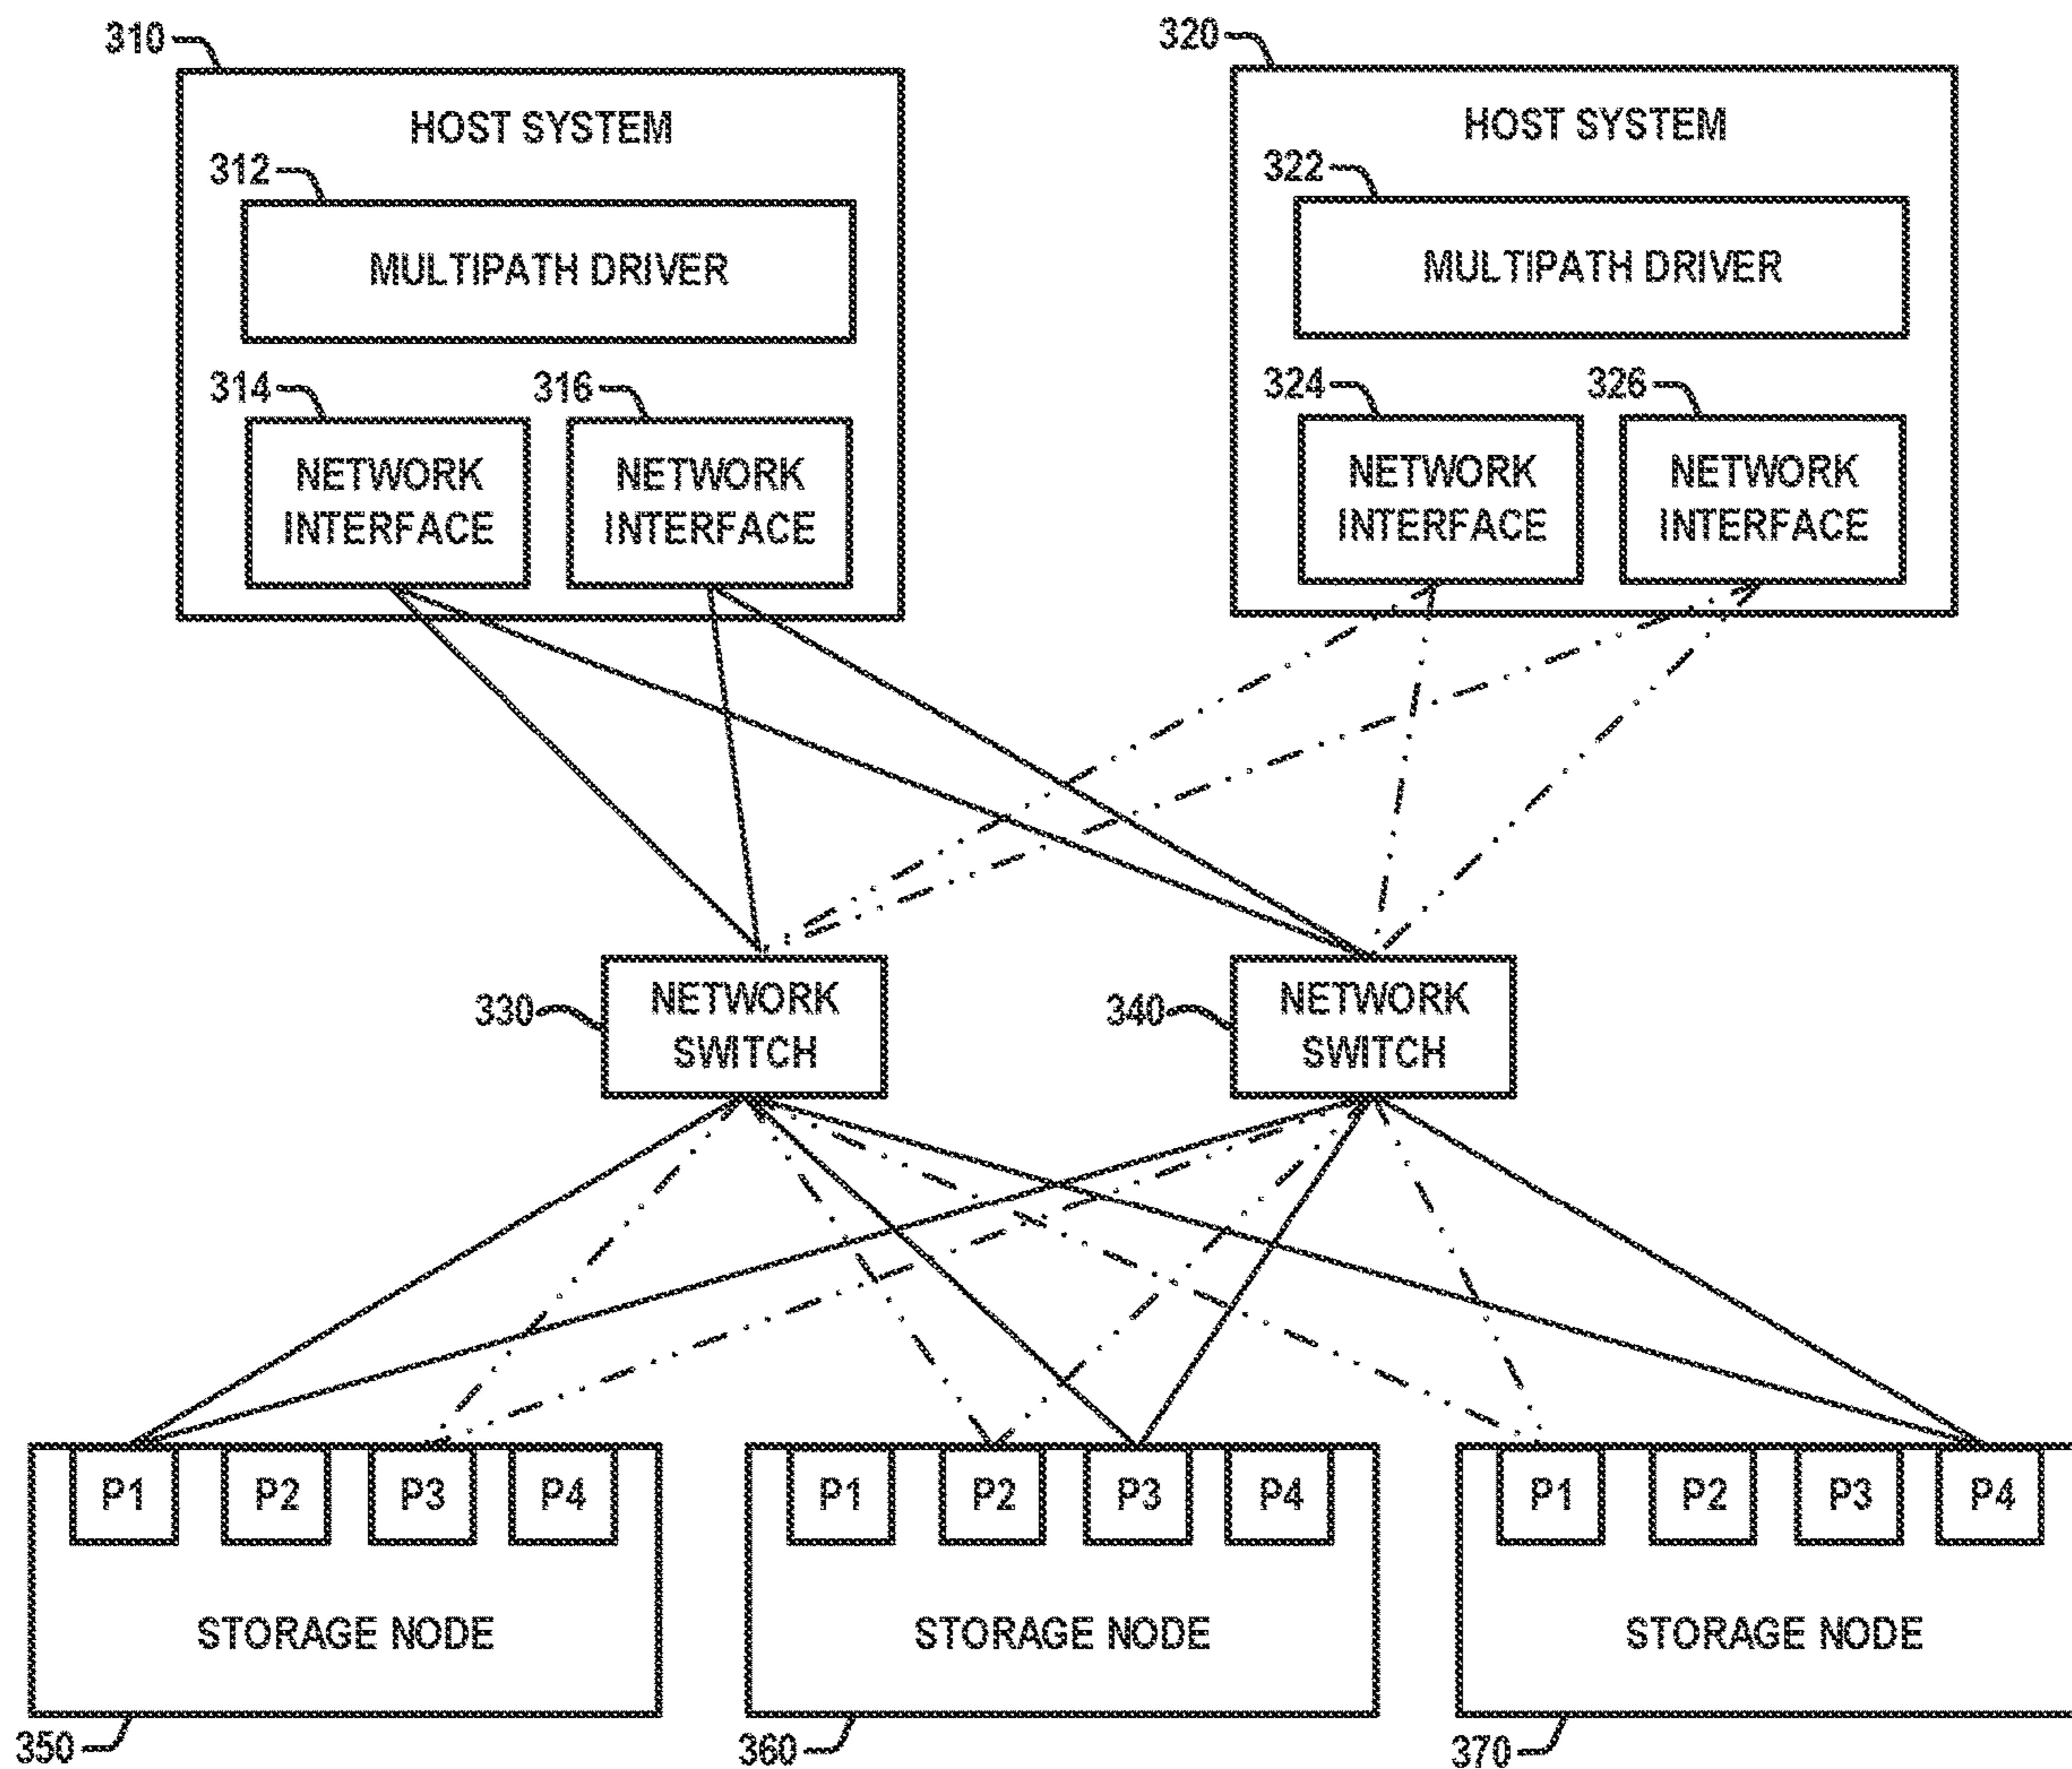 310
320
HOST SYSTEM
HOST SYSTEM
312
322
MULTIPATH DRIVER
MULTIPATH DRIVER
314
316
324
326
NETWORK
INTERFACE
NETWORK
INTERFACE
NETWORK
INTERFACE
NETWORK
INTERFACE
330
NETWORK
SWITCH
340
NETWORK
SWITCH
P1
P2
P3
P4
P1
P2
P3
P4
P1
P2
P3
P4
STORAGE NODE
STORAGE NODE
STORAGE NODE
350
360
370